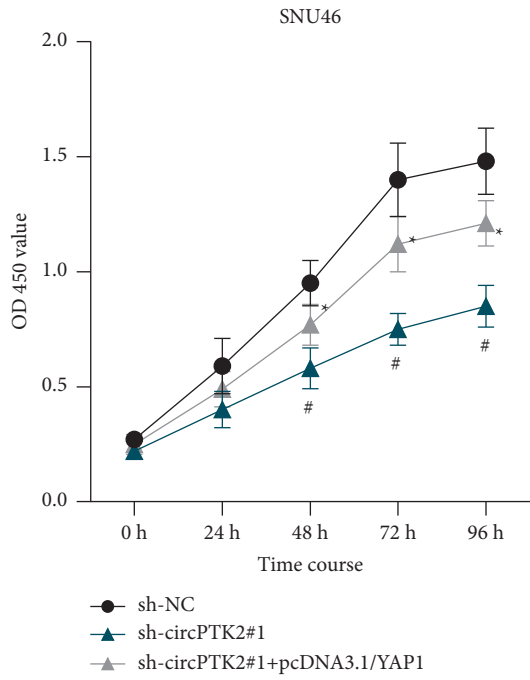 SNU46
2.0
1.5
1.0
0.5
0.0
OD 450 value
*
*
*
#
#
#
0 h 24 h 48 h 72 h 96 h
Time course
sh-NC
sh-circPTK2#1
sh-circPTK2#1+pcDNA3.1/YAP1